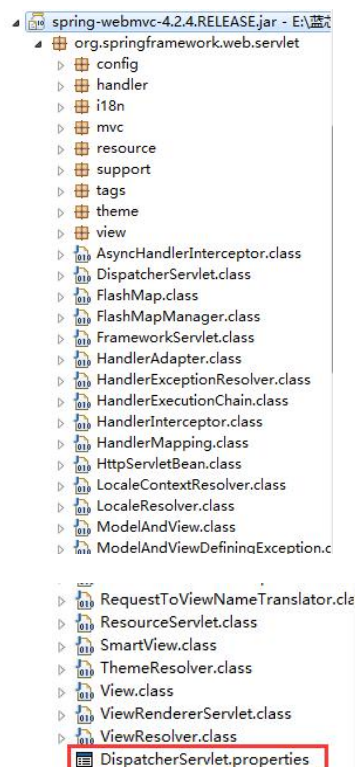 spring-webmvc-4.2.4.RELEASE.jar - E:\蓝
org.springframework.web.servlet
config
handler
i18n
mvc
resource
support
tags
theme
view
AsyncHandlerInterceptor.class
DispatcherServlet.class
FlashMap.class
FlashMapManager.class
FrameworkServlet.class
HandlerAdapter.class
HandlerExceptionResolver.class
HandlerExecutionChain.class
HandlerInterceptor.class
HandlerMapping.class
HttpServletBean.class
LocaleContextResolver.class
LocaleResolver.class
ModelAndView.class
ModelAndViewDefiningException.c
RequestToViewNameTranslator.cla
ResourceServlet.class
SmartView.class
ThemeResolver.class
View.class
ViewRendererServlet.class
ViewResolver.class
DispatcherServlet.properties